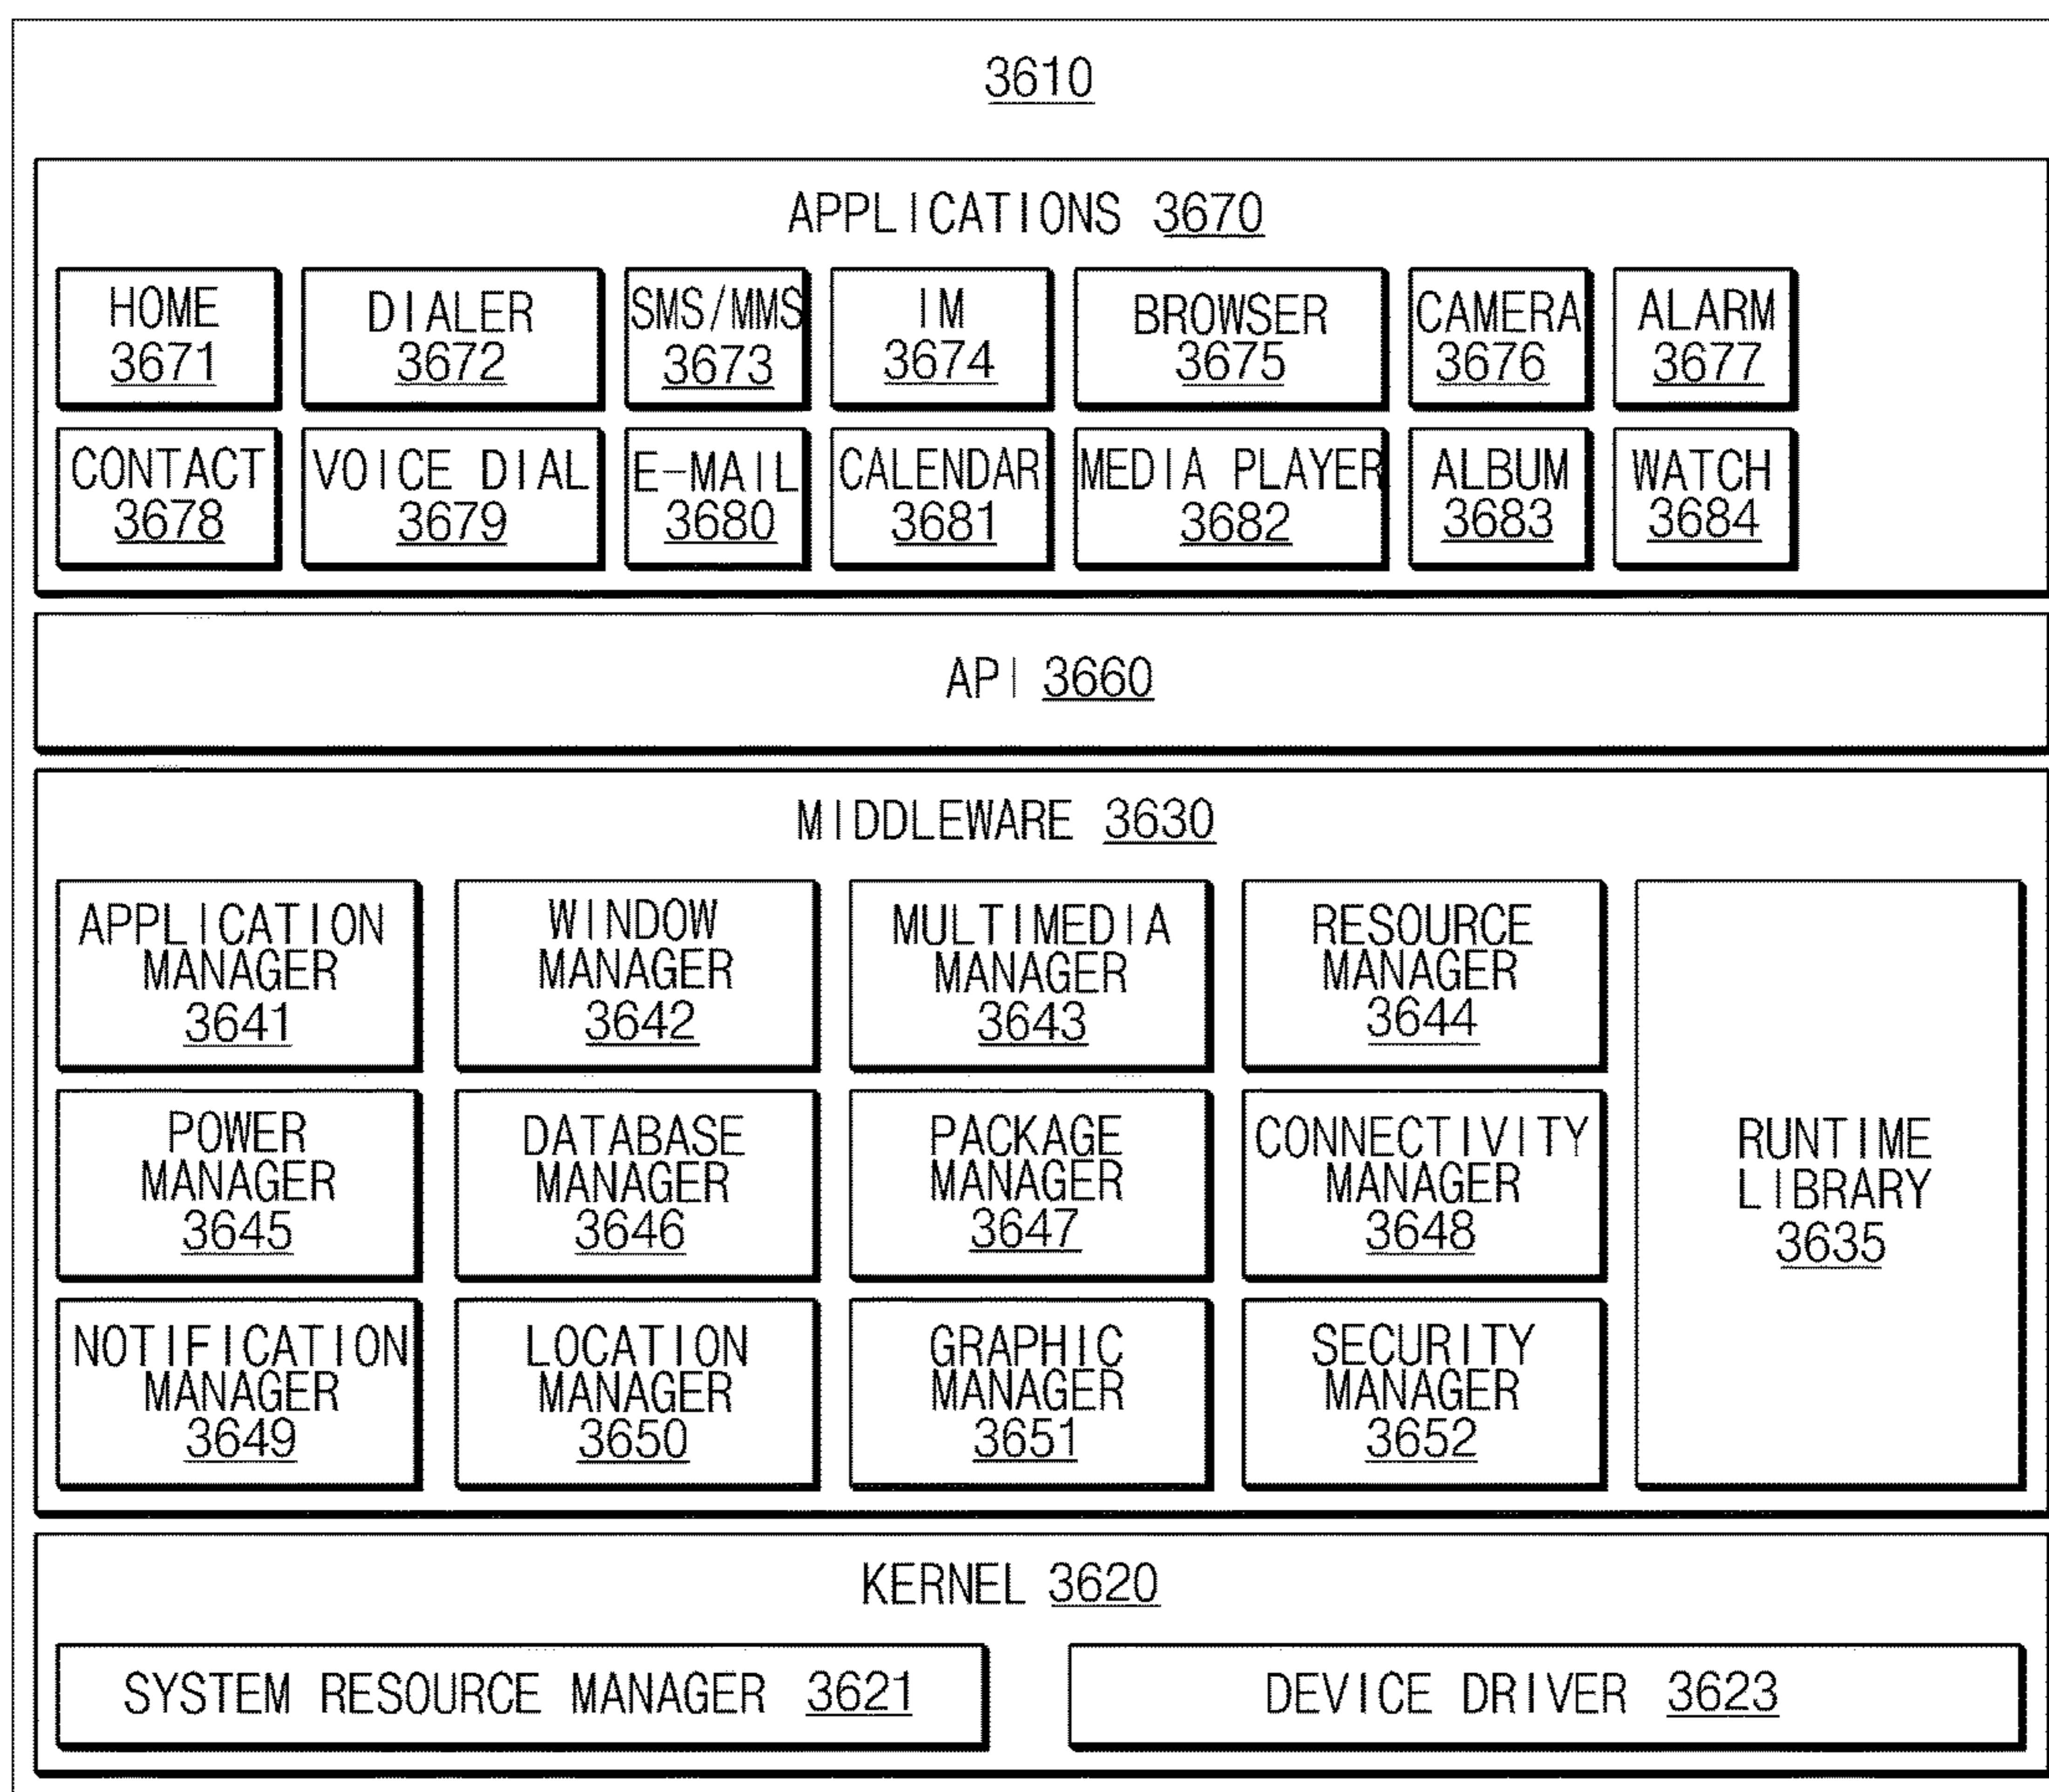 3610
APPLICATIONS 3670
HOME
3671
DIALER
3672
SMS/MMS
3673
IM
3674
BROWSER
3675
CAMERA
3676
ALARM
3677
CONTACT
3678
VOICE DIAL
3679
E-MAIL
3680
CALENDAR
3681
MEDIA PLAYER
3682
ALBUM
3683
WATCH
3684
API 3660
MIDDLEWARE 3630
APPLICATION
MANAGER
3641
WINDOW
MANAGER
3642
MULTIMEDIA
MANAGER
3643
RESOURCE
MANAGER
3644
POWER
MANAGER
3645
DATABASE
MANAGER
3646
PACKAGE
MANAGER
3647
CONNECTIVITY
MANAGER
3648
NOTIFICATION
MANAGER
3649
LOCATION
MANAGER
3650
GRAPHIC
MANAGER
3651
SECURITY
MANAGER
3652
RUNTIME
LIBRARY
3635
KERNEL 3620
SYSTEM RESOURCE MANAGER 3621
DEVICE DRIVER 3623